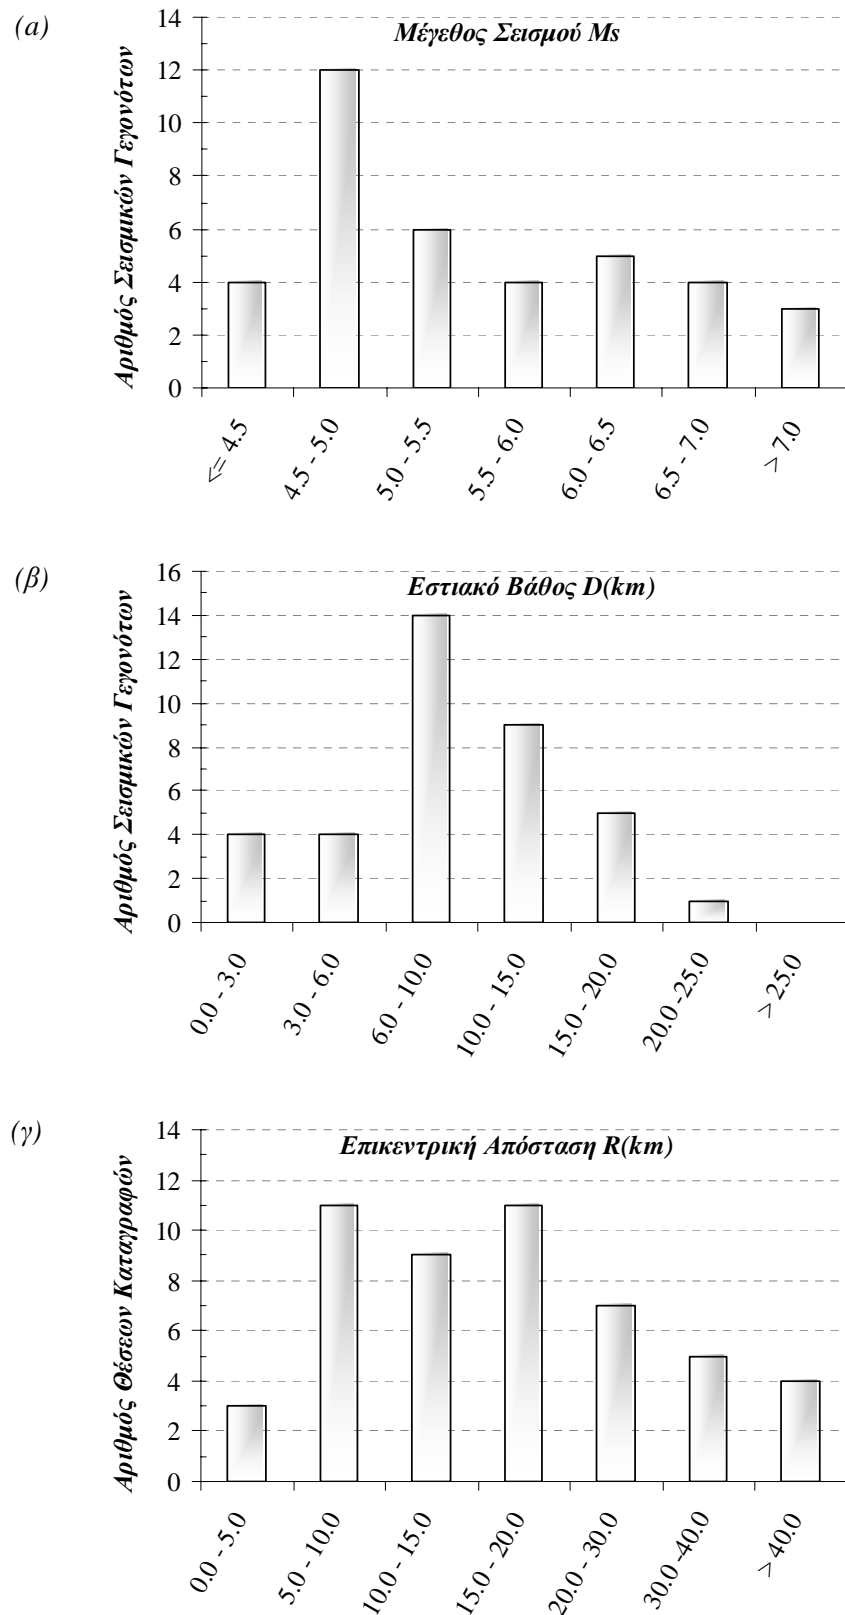 (α)
Μέγεθος Σεισμού Ms
Αριθμός Σεισμικών Γεγονότων
14
12
10
8
6
4
2
0
<= 4.5
4.5 - 5.0
5.0 - 5.5
5.5 - 6.0
6.0 - 6.5
6.5 - 7.0
> 7.0
(β)
Εστιακό Βάθος D(km)
Αριθμός Σεισμικών Γεγονότων
16
14
12
10
8
6
4
2
0
0.0 - 3.0
3.0 - 6.0
6.0 - 10.0
10.0 - 15.0
15.0 - 20.0
20.0 -25.0
> 25.0
(γ)
Επικεντρική Απόσταση R(km)
Αριθμός Θέσεων Καταγραφών
14
12
10
8
6
4
2
0
0.0 - 5.0
5.0 - 10.0
10.0 - 15.0
15.0 - 20.0
20.0 - 30.0
30.0 -40.0
> 40.0